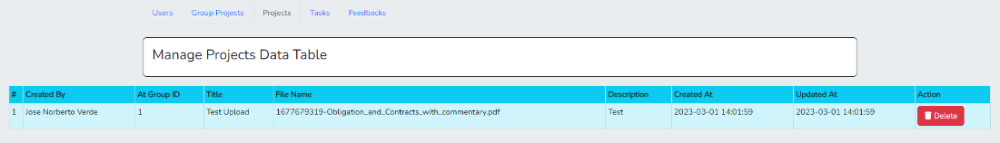 Users Group Projects Projects Tasks Feedbacks
Manage Projects Data Table
# Created By At Group ID Title File Name Description Created At Updated At Action
1 Jose Norberto Verde 1 Test Upload 1677679319-Obligation_and_Contracts_with_commentary.pdf Test 2023-03-01 14:01:59 2023-03-01 14:01:59 Delete